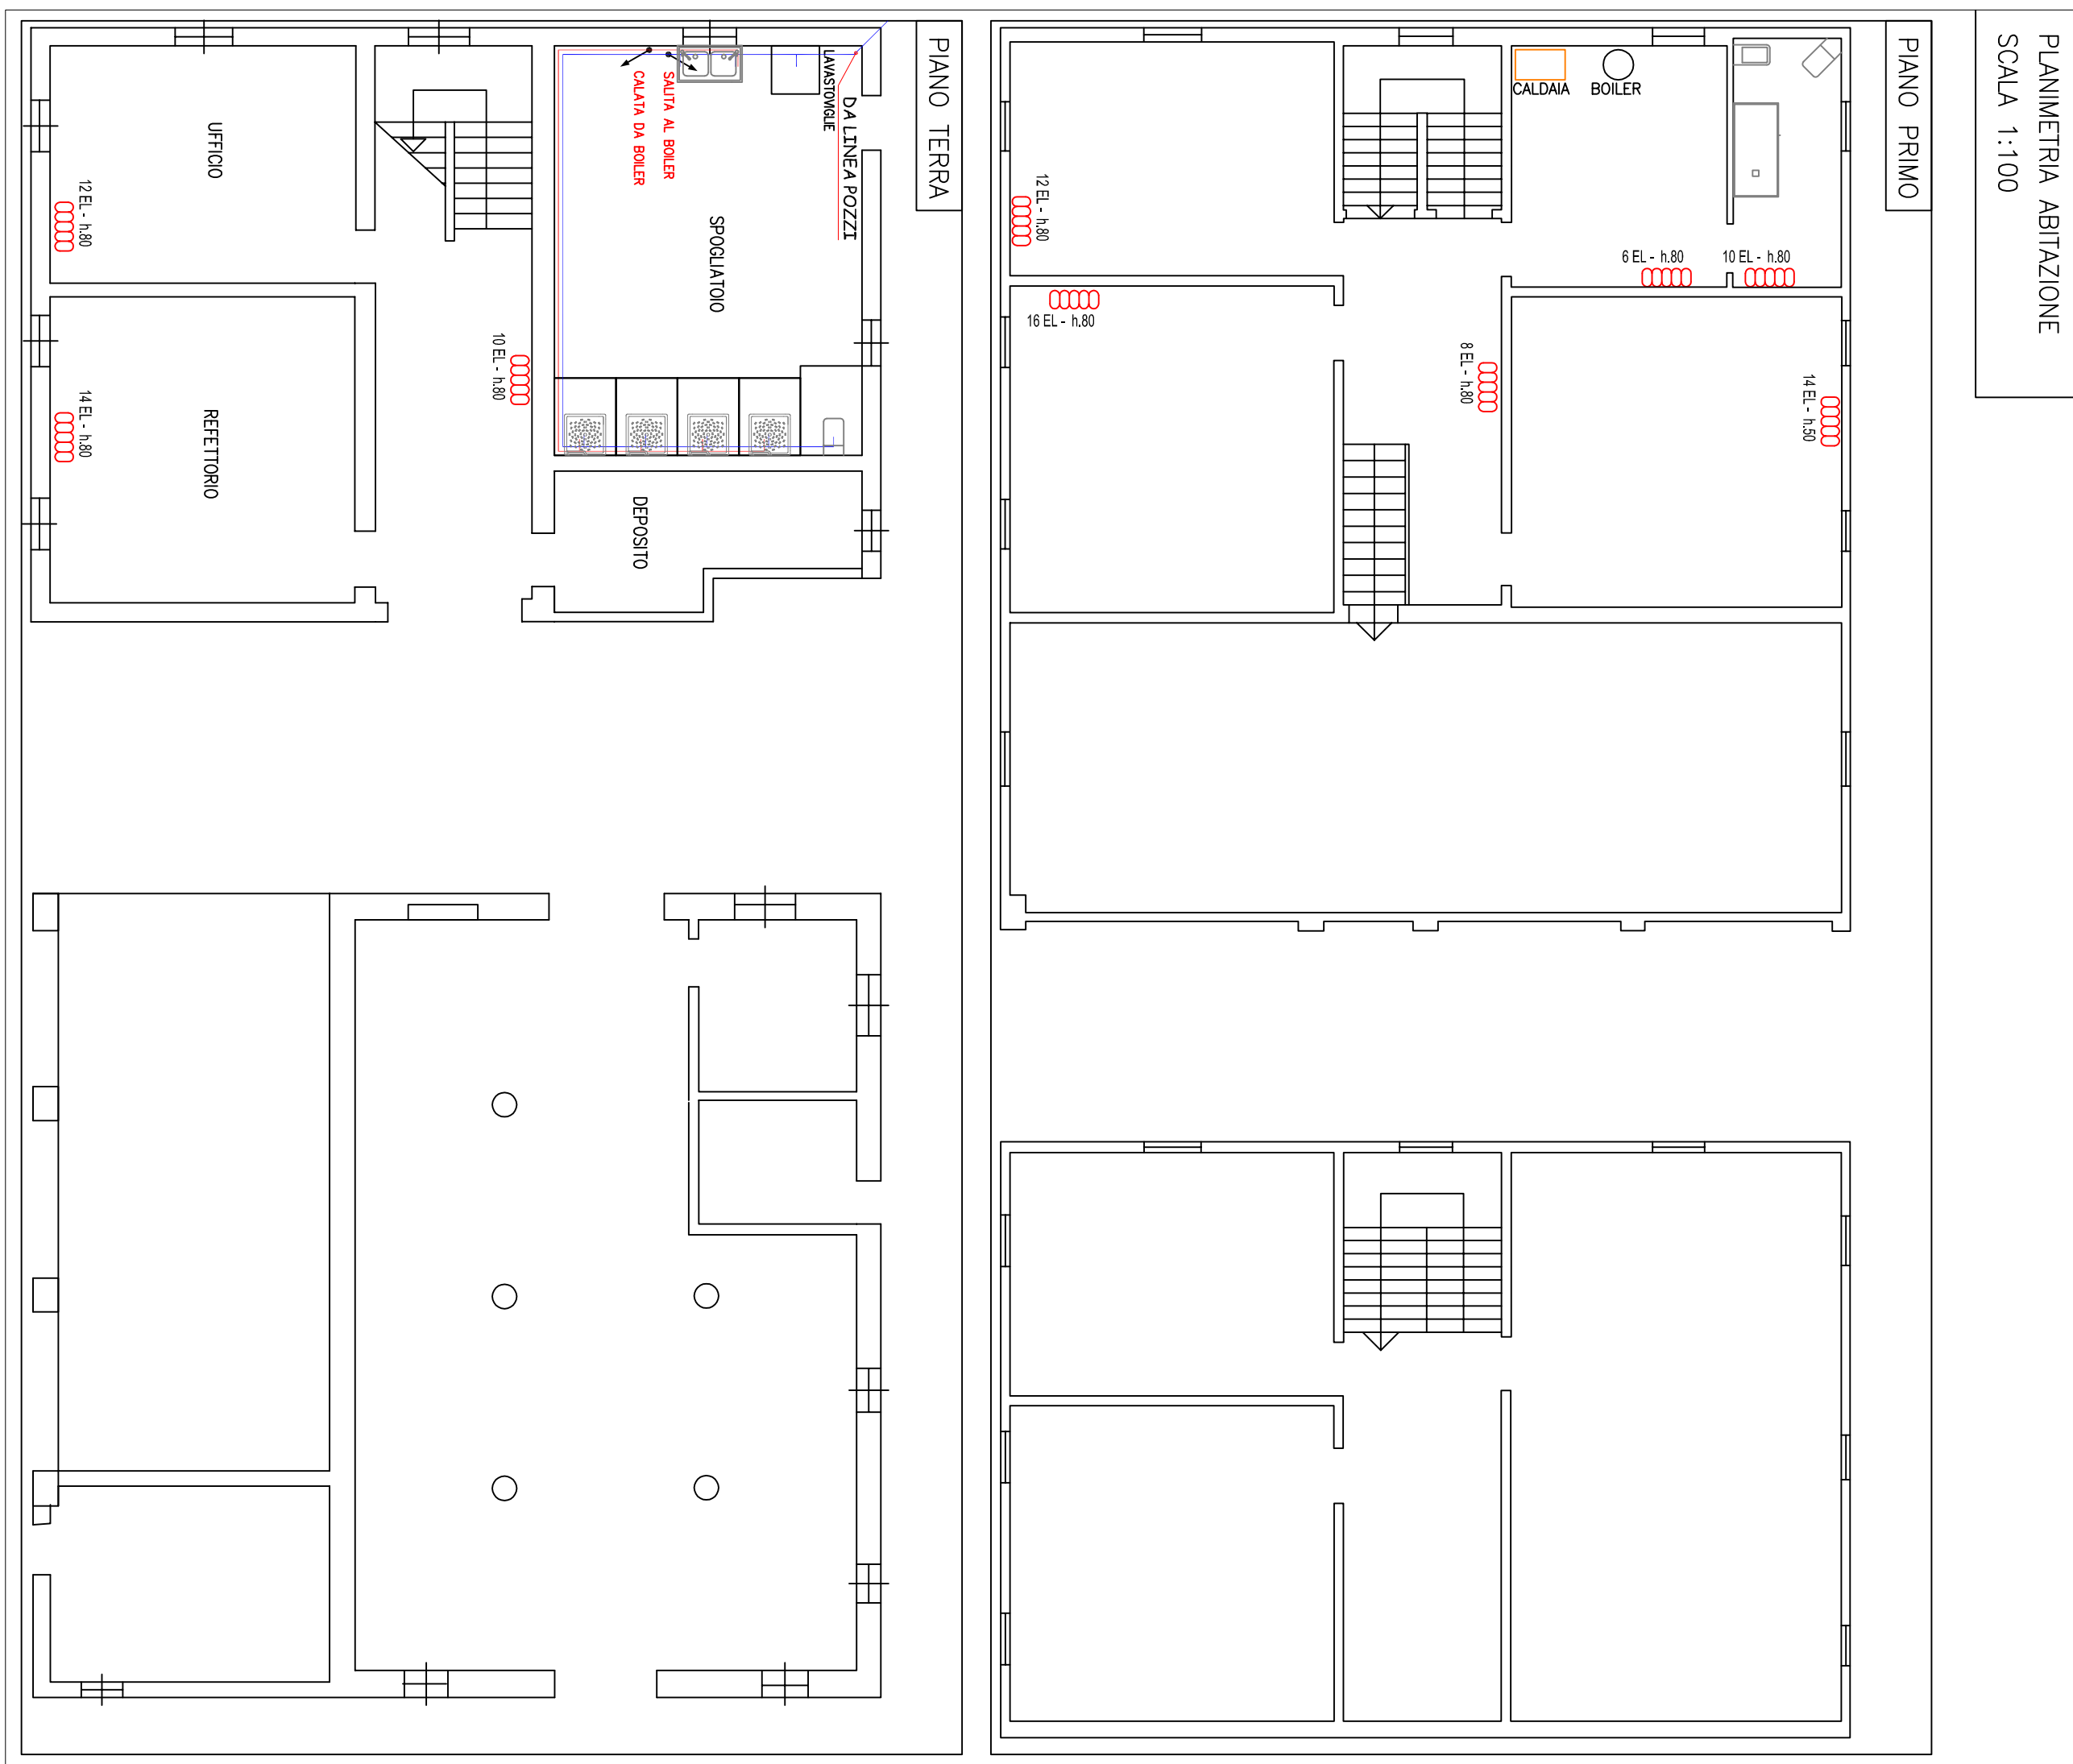 PLANIMETRIA ABITAZIONE
SCALA 1:100
PIANO PRIMO
CALDAIA
BOILER
12 EL - h.80
6 EL - h.80
10 EL - h.80
16 EL - h.80
8 EL - h.80
14 EL - h.50
PIANO TERRA
DA LINEA POZZI
LAVASTOVIGLIE
SALITA AL BOILER
CALATA DA BOILER
SPOGLIATOIO
UFFICIO
12 EL - h.80
10 EL - h.80
14 EL - h.80
REFETTORIO
DEPOSITO